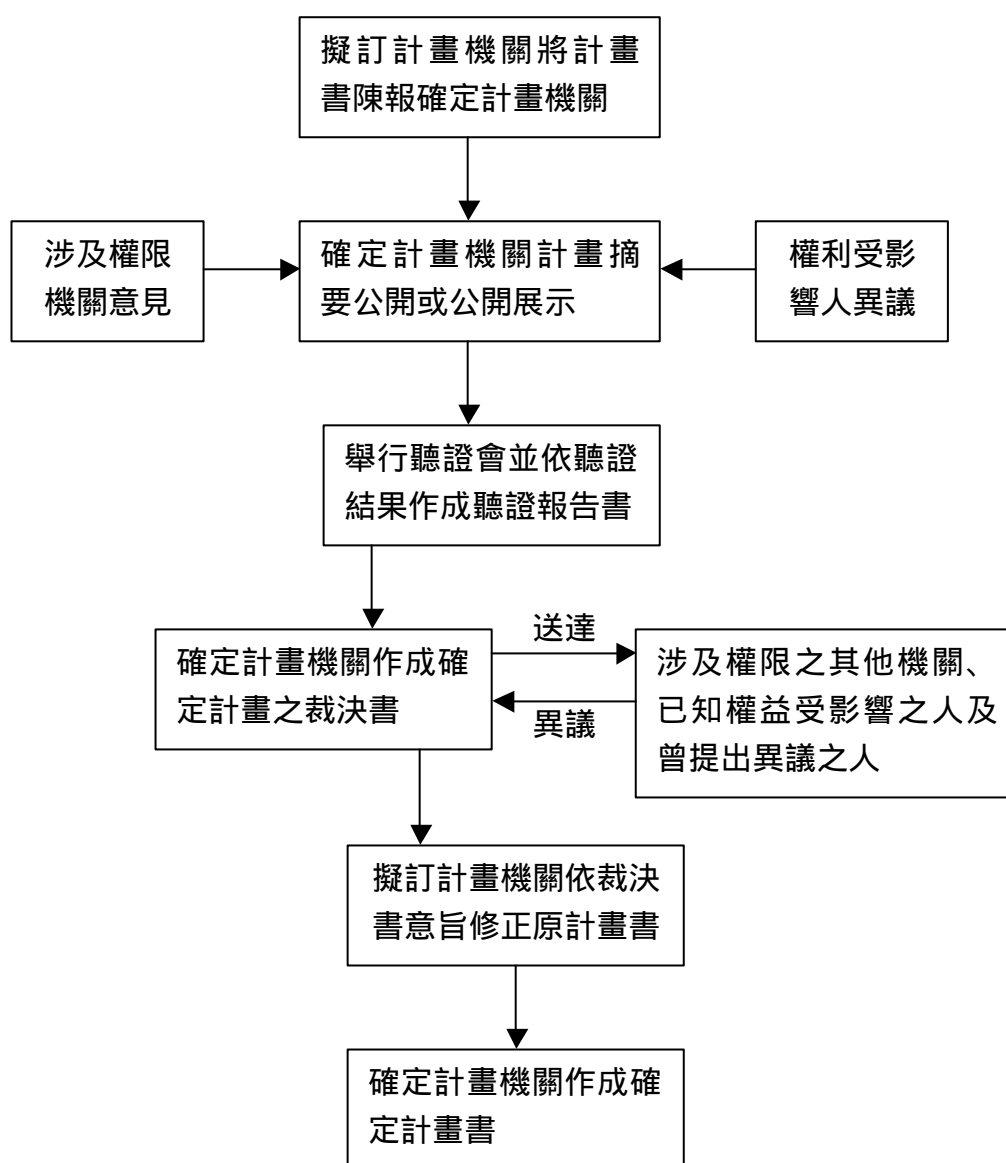 擬訂計畫機關將計畫
書陳報確定計畫機關
涉及權限
機關意見
確定計畫機關計畫摘
要公開或公開展示
權利受影
響人異議
舉行聽證會並依聽證
結果作成聽證報告書
確定計畫機關作成確
定計畫之裁決書
送達
異議
涉及權限之其他機關、
已知權益受影響之人及
曾提出異議之人
擬訂計畫機關依裁決
書意旨修正原計畫書
確定計畫機關作成確
定計畫書